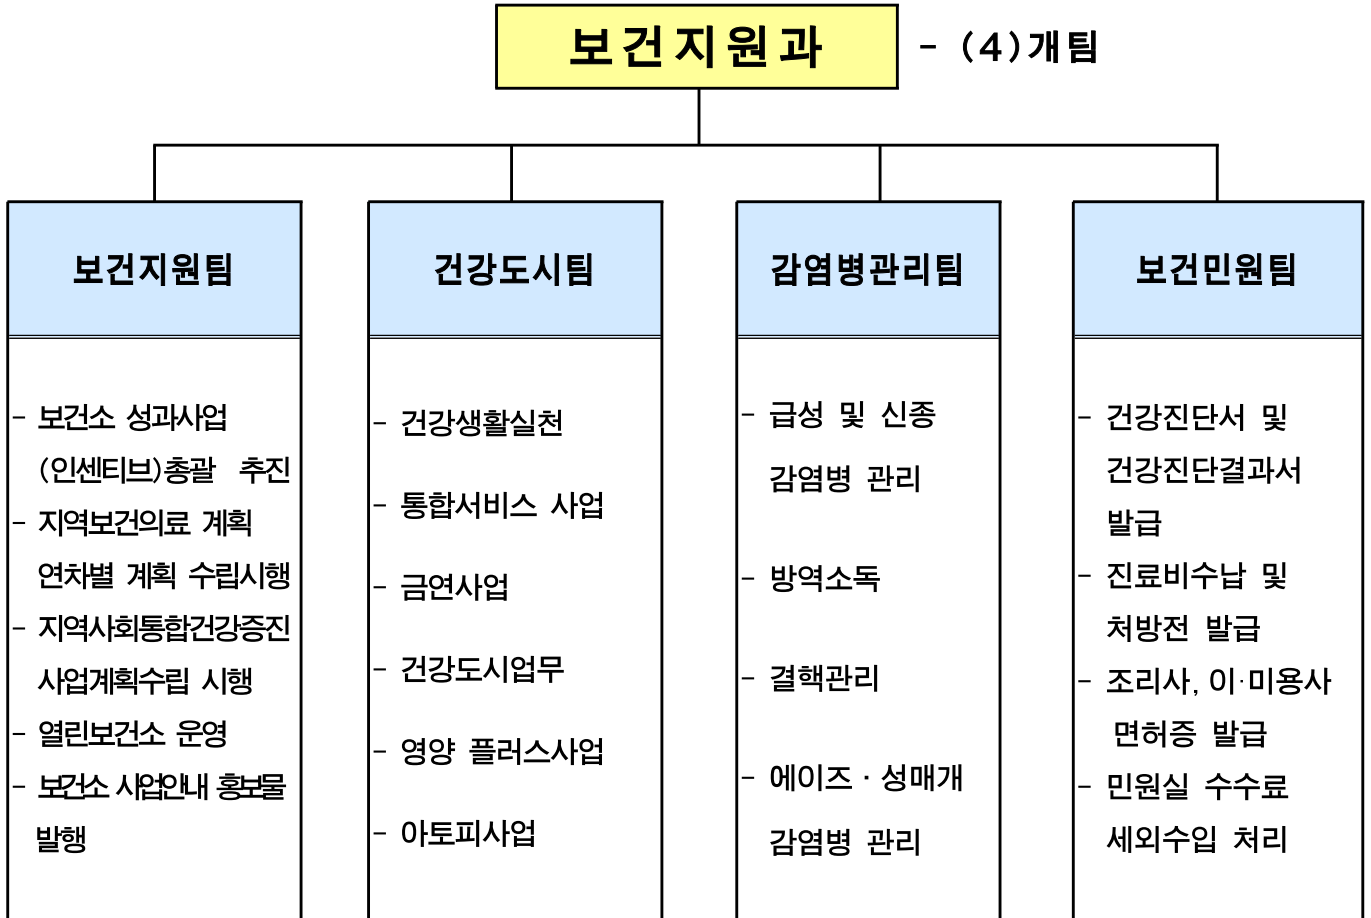 보건지원과 - (4)개팀
보건지원팀
- 보건소 성과사업
(인센티브)총괄 추진
- 지역보건의료 계획
연차별 계획 수립시행
- 지역사회통합건강증진
사업계획수립 시행
- 열린보건소 운영
- 보건소 사업안내 홍보물
발행
건강도시팀
- 건강생활실천
- 통합서비스 사업
- 금연사업
- 건강도시업무
- 영양 플러스사업
- 아토피사업
감염병관리팀
- 급성 및 신종
감염병 관리
- 방역소독
- 결핵관리
- 에이즈 · 성매개
감염병 관리
보건민원팀
- 건강진단서 및
건강진단결과서
발급
- 진료비수납 및
처방전 발급
- 조리사, 이·미용사
면허증 발급
- 민원실 수수료
세외수입 처리